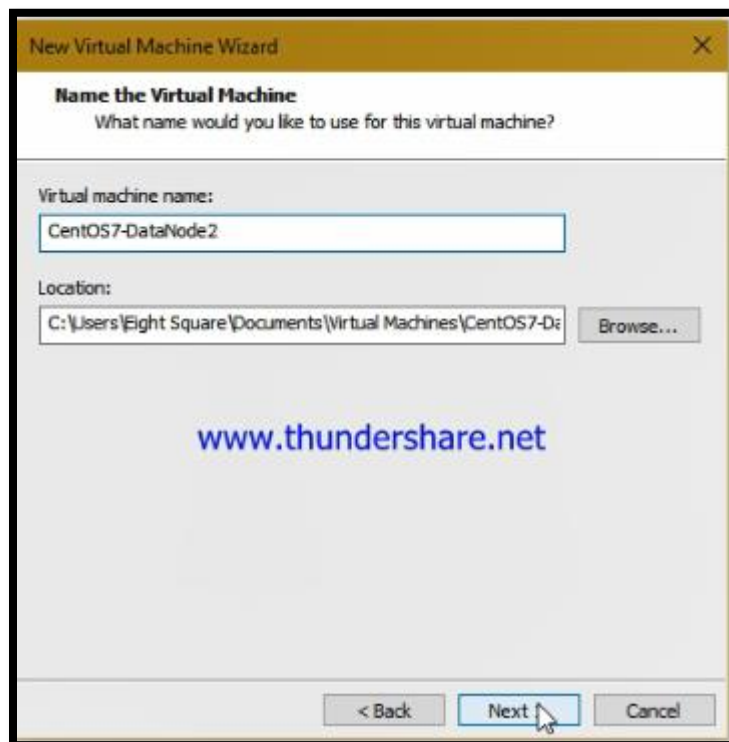 New Virtual Machine Wizard
Name the Virtual Machine
What name would you like to use for this virtual machine?
Virtual machine name:
CentOS7-DataNode2
Location:
C:\Users\Eight Square\Documents\Virtual Machines\CentOS7-Da
Browse...
www.thundershare.net
< Back
Next
Cancel